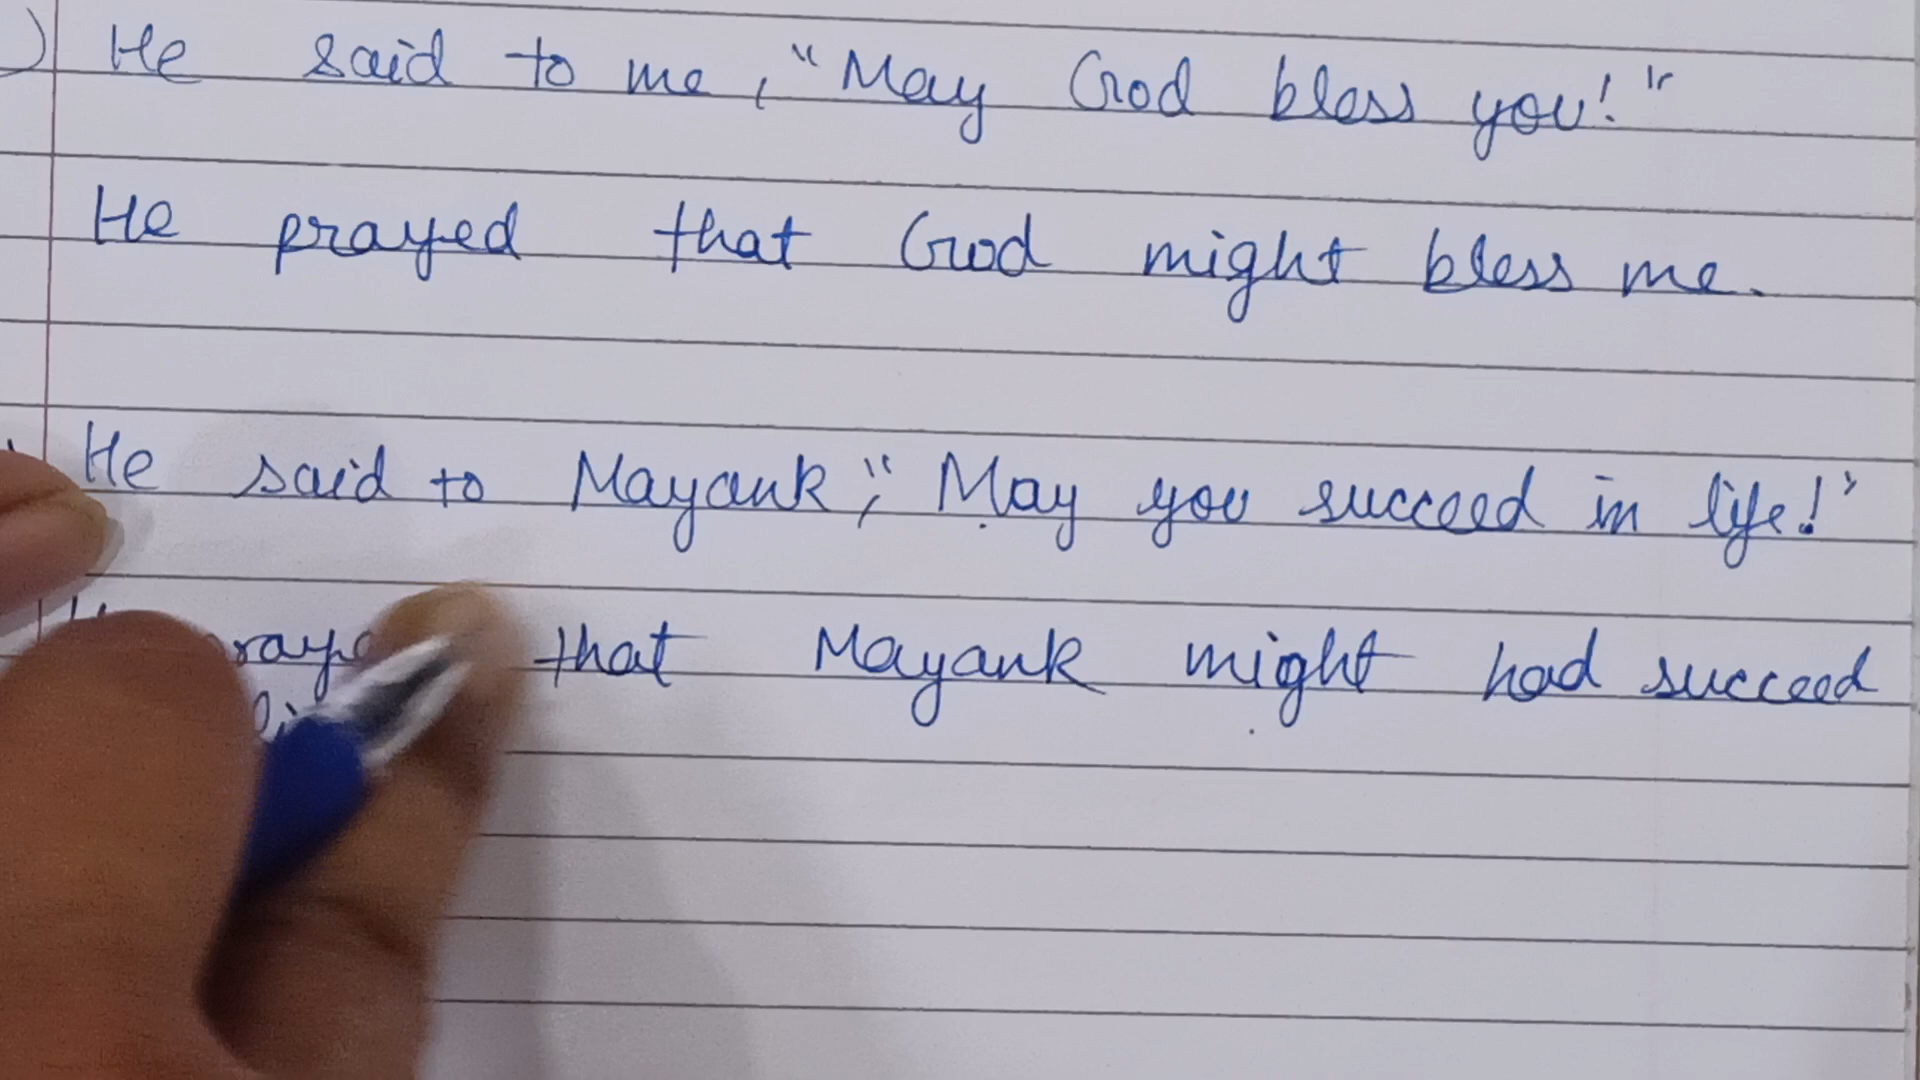 ) He said to me, "May God bless you!"
He prayed that God might bless me.
He said to Mayank," May you succeed in life!"
that Mayank might had succeed